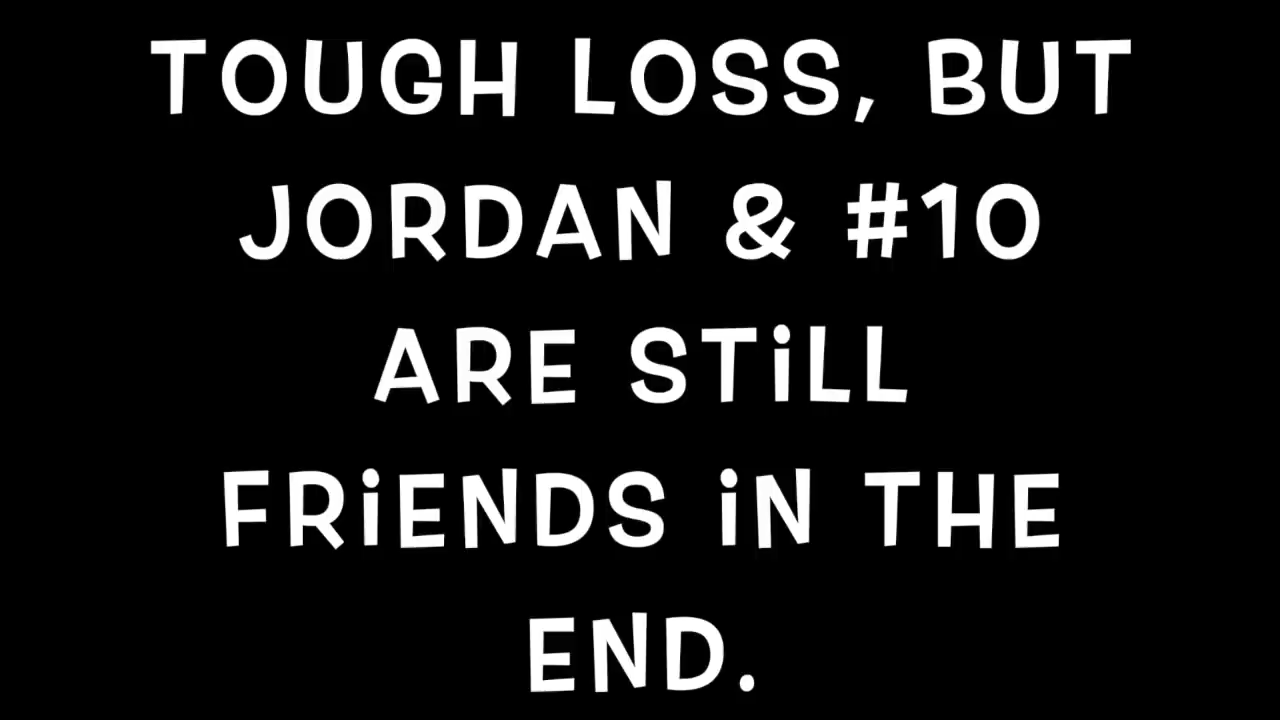 TOUGH LOSS, BUT
JORDAN & #10
ARE STiLL
FRiENDS iN THE
END.